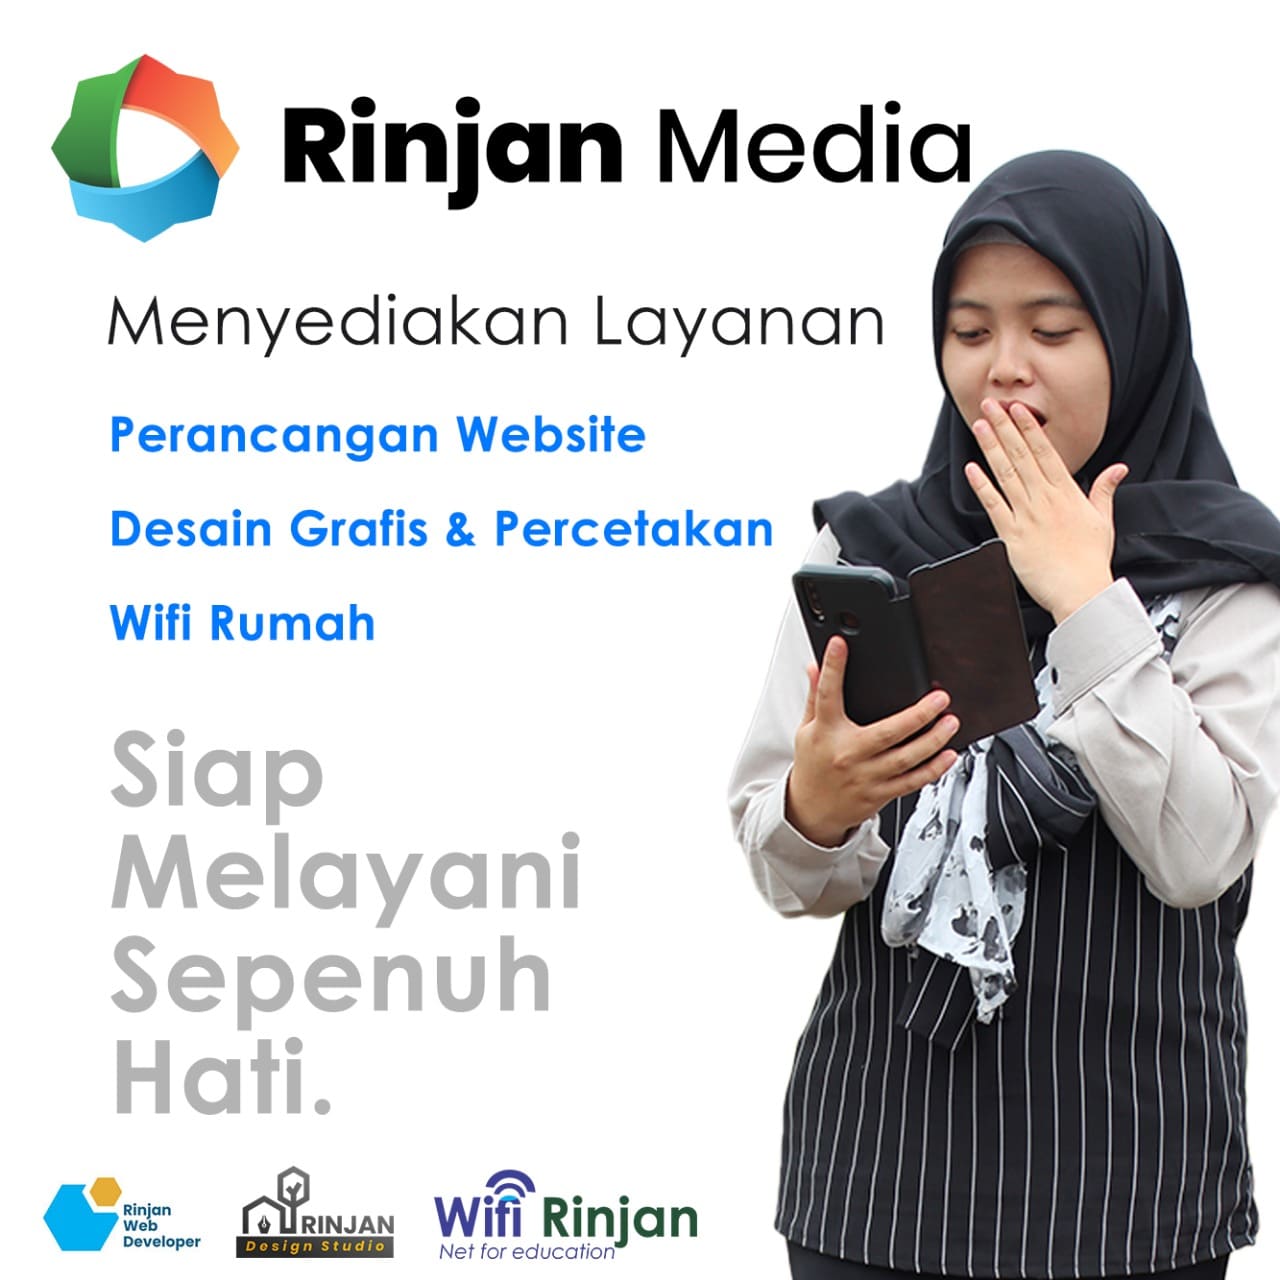 Rinjan Media
Menyediakan Layanan
Perancangan Website
Desain Grafis & Percetakan
Wifi Rumah
Siap
Melayani
Sepenuh
Hati.
Rinjan
Web
Developer
RINJAN
Design Studio
Wifi Rinjan
Net for education